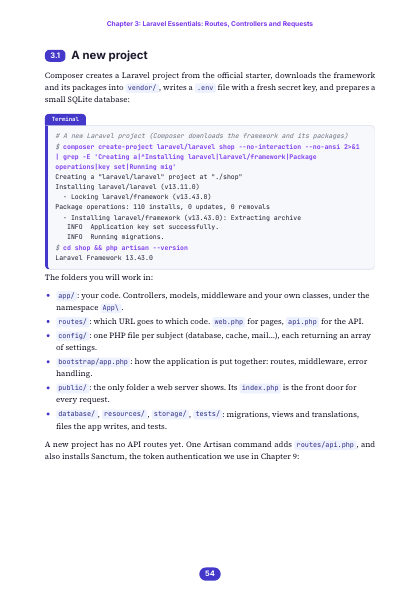 Chapter 3: Laravel Essentials: Routes, Controllers and Requests
3.1 A new project
Composer creates a Laravel project from the official starter, downloads the framework
and its packages into vendor/, writes a .env file with a fresh secret key, and prepares a
small SQLite database:
Terminal
# A new Laravel project (Composer downloads the framework and its packages)
$ composer create-project laravel/laravel shop --no-interaction --no-ansi 2>&1
| grep -E 'Creating a|^Installing laravel|laravel/framework|Package
operations|key set|Running mig'
Creating a "laravel/laravel" project at "./shop"
Installing laravel/laravel (v13.11.0)
- Locking laravel/framework (v13.43.0)
Package operations: 110 installs, 0 updates, 0 removals
- Installing laravel/framework (v13.43.0): Extracting archive
INFO Application key set successfully.
INFO Running migrations.
$ cd shop && php artisan --version
Laravel Framework 13.43.0
The folders you will work in:
• app/: your code. Controllers, models, middleware and your own classes, under the
namespace App\.
• routes/: which URL goes to which code. web.php for pages, api.php for the API.
• config/: one PHP file per subject (database, cache, mail…), each returning an array
of settings.
• bootstrap/app.php: how the application is put together: routes, middleware, error
handling.
• public/: the only folder a web server shows. Its index.php is the front door for
every request.
• database/, resources/, storage/, tests/: migrations, views and translations,
files the app writes, and tests.
A new project has no API routes yet. One Artisan command adds routes/api.php, and
also installs Sanctum, the token authentication we use in Chapter 9:
54